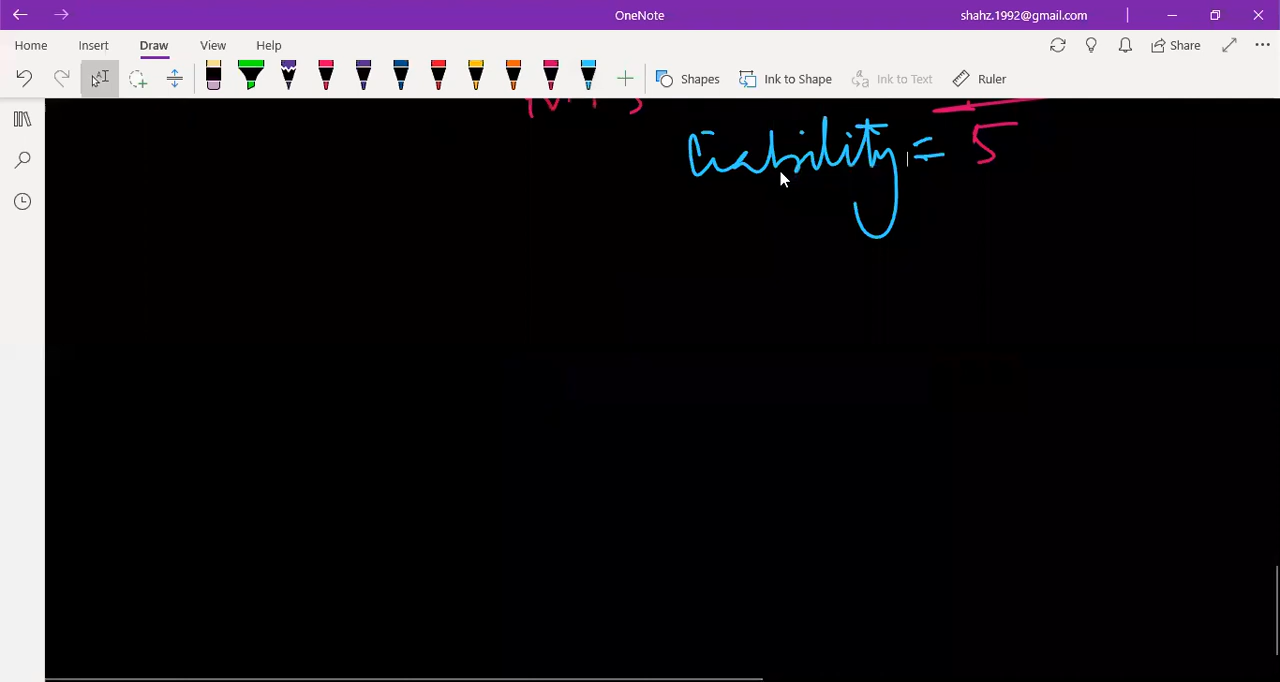 OneNote
shahz.1992@gmail.com
Home Insert Draw View Help
Share
Shapes Ink to Shape Ink to Text Ruler
Liability = 5